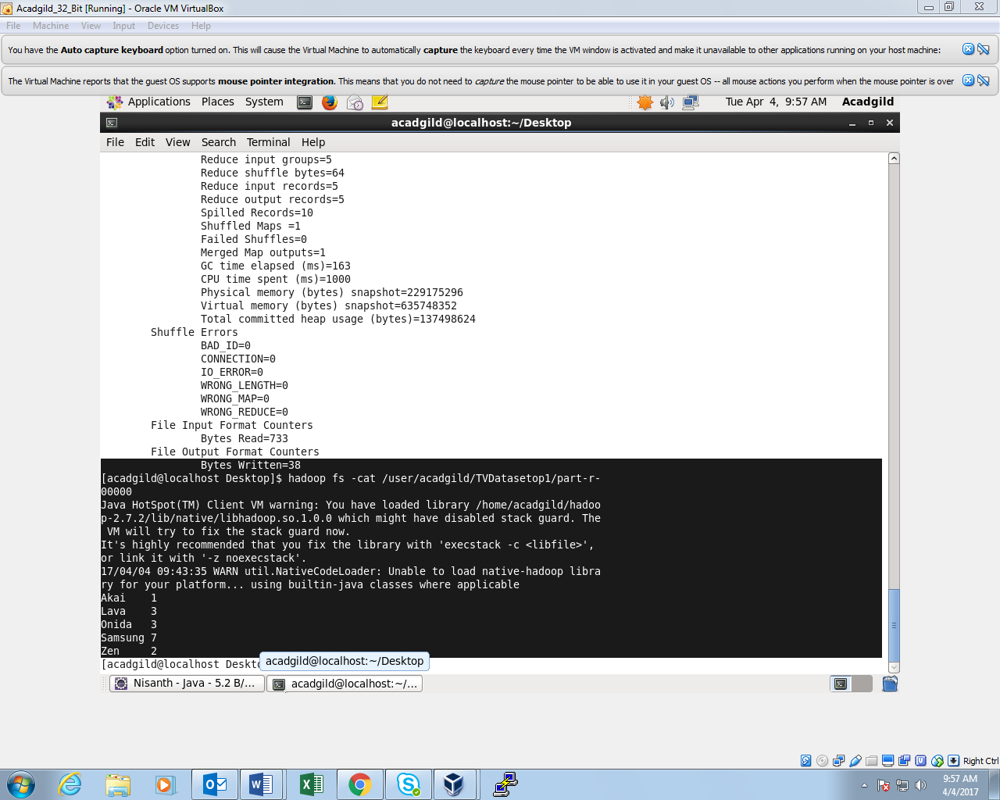 Acadgild_32_Bit [Running] - Oracle VM VirtualBox
File Machine View Input Devices Help
You have the Auto capture keyboard option turned on. This will cause the Virtual Machine to automatically capture the keyboard every time the VM window is activated and make it unavailable to other applications running on your host machine:
The Virtual Machine reports that the guest OS supports mouse pointer integration. This means that you do not need to capture the mouse pointer to be able to use it in your guest OS -- all mouse actions you perform when the mouse pointer is over
Applications Places System Tue Apr 4, 9:57 AM Acadgild
acadgild@localhost:~/Desktop
File Edit View Search Terminal Help
Reduce input groups=5
Reduce shuffle bytes=64
Reduce input records=5
Reduce output records=5
Spilled Records=10
Shuffled Maps =1
Failed Shuffles=0
Merged Map outputs=1
GC time elapsed (ms)=163
CPU time spent (ms)=1000
Physical memory (bytes) snapshot=229175296
Virtual memory (bytes) snapshot=635748352
Total committed heap usage (bytes)=137498624
Shuffle Errors
BAD_ID=0
CONNECTION=0
IO_ERROR=0
WRONG_LENGTH=0
WRONG_MAP=0
WRONG_REDUCE=0
File Input Format Counters
Bytes Read=733
File Output Format Counters
Bytes Written=38
[acadgild@localhost Desktop]$ hadoop fs -cat /user/acadgild/TVDatasetop1/part-r-
00000
Java HotSpot(TM) Client VM warning: You have loaded library /home/acadgild/hadoo
p-2.7.2/lib/native/libhadoop.so.1.0.0 which might have disabled stack guard. The
VM will try to fix the stack guard now.
It's highly recommended that you fix the library with 'execstack -c <libfile>',
or link it with '-z noexecstack'.
17/04/04 09:43:35 WARN util.NativeCodeLoader: Unable to load native-hadoop libra
ry for your platform... using builtin-java classes where applicable
Akai 1
Lava 3
Onida 3
Samsung 7
Zen 2
[acadgild@localhost Deskto
acadgild@localhost:~/Desktop
Nisanth - Java - 5.2 B/... acadgild@localhost:~/...
Right Ctrl
9:57 AM
4/4/2017